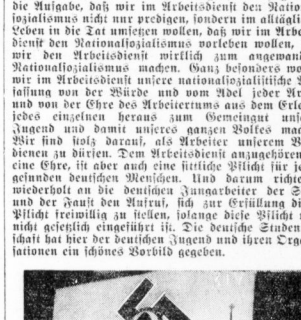 die Aufgabe, daß wir im Arbeitsdienst den Natio
sozialismus nicht nur predigen, sondern im alltägli
Leben in die Tat umsetzen wollen, daß wir im Arbe
dienst den Nationalsozialismus vorleben wollen,
wir den Arbeitsdienst wirklich zum angewan
Nationalsozialismus machen. Ganz besonders
wir im Arbeitsdienst unsere nationalsozialistische
fassung von der Würde und vom Adel jeder Ar
und von der Ehre des Arbeitertums aus dem Erle
jedes einzelnen heraus zum Gemeingut uns
Jugend und damit unseres ganzen Volkes mac
Wir sind stolz darauf, als Arbeiter unserem V
dienen zu dürfen. Dem Arbeitsdienst anzugehören
eine Ehre, ist aber auch eine sittliche Pflicht für je
gesunden deutschen Menschen. Und darum richte
wiederholt an die deutschen Jungarbeiter der S
und der Faust den Aufruf, sich zur Erfüllung di
Pflicht freiwillig zu stellen, solange diese Pflicht
nicht gesetzlich eingeführt ist. Die deutsche Studen
schaft hat hier der deutschen Jugend und ihren Orga
sationen ein schönes Vorbild gegeben.